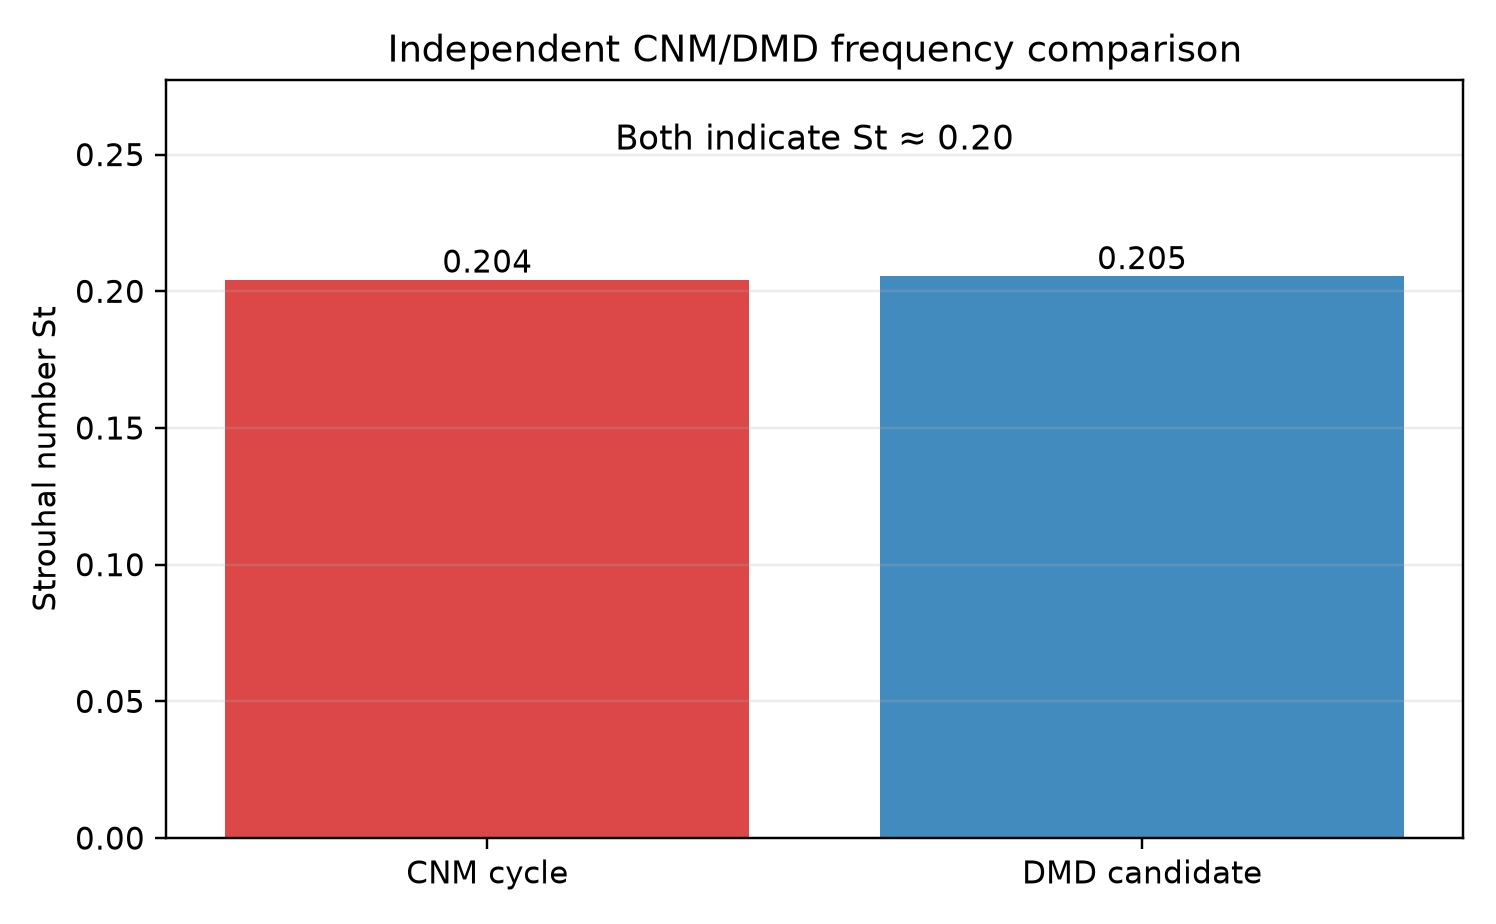 Independent CNM/DMD frequency comparison
Both indicate St ≈ 0.20
0.25
0.20
0.15
0.10
0.05
0.00
Strouhal number St
0.204
0.205
CNM cycle
DMD candidate